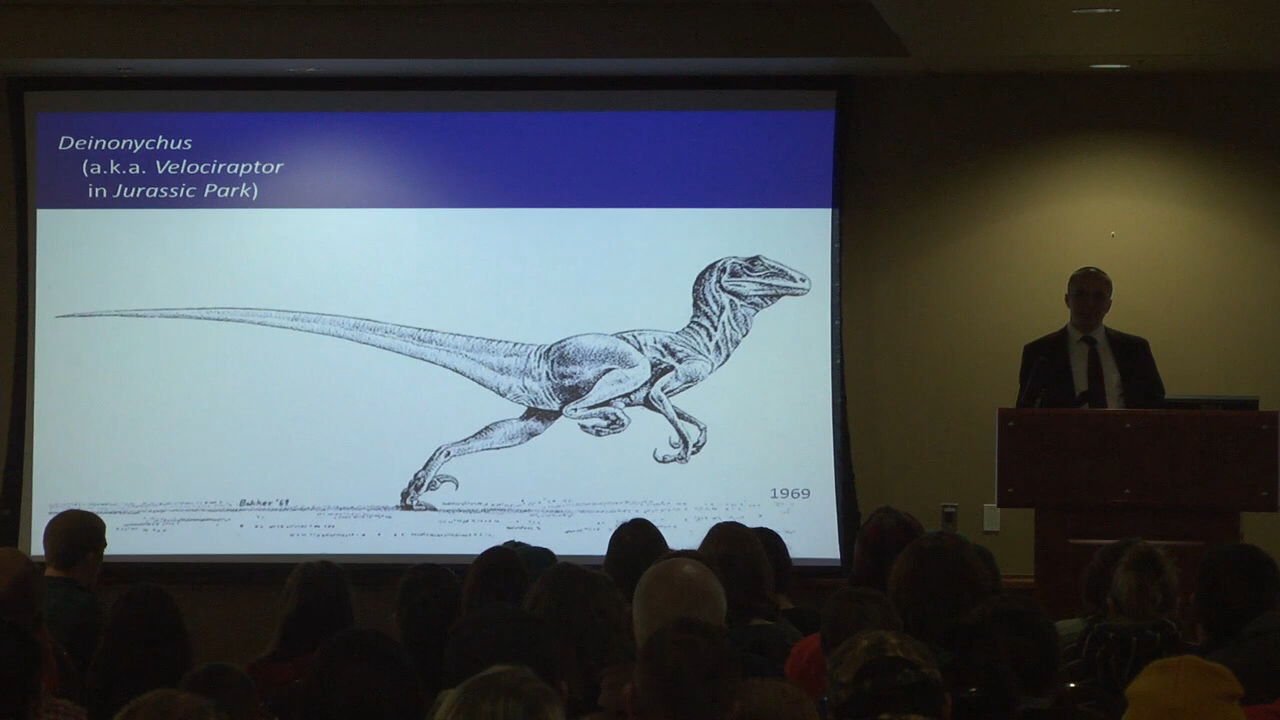 Deinonychus
(a.k.a. Velociraptor
in Jurassic Park)
1969
Bakker '69